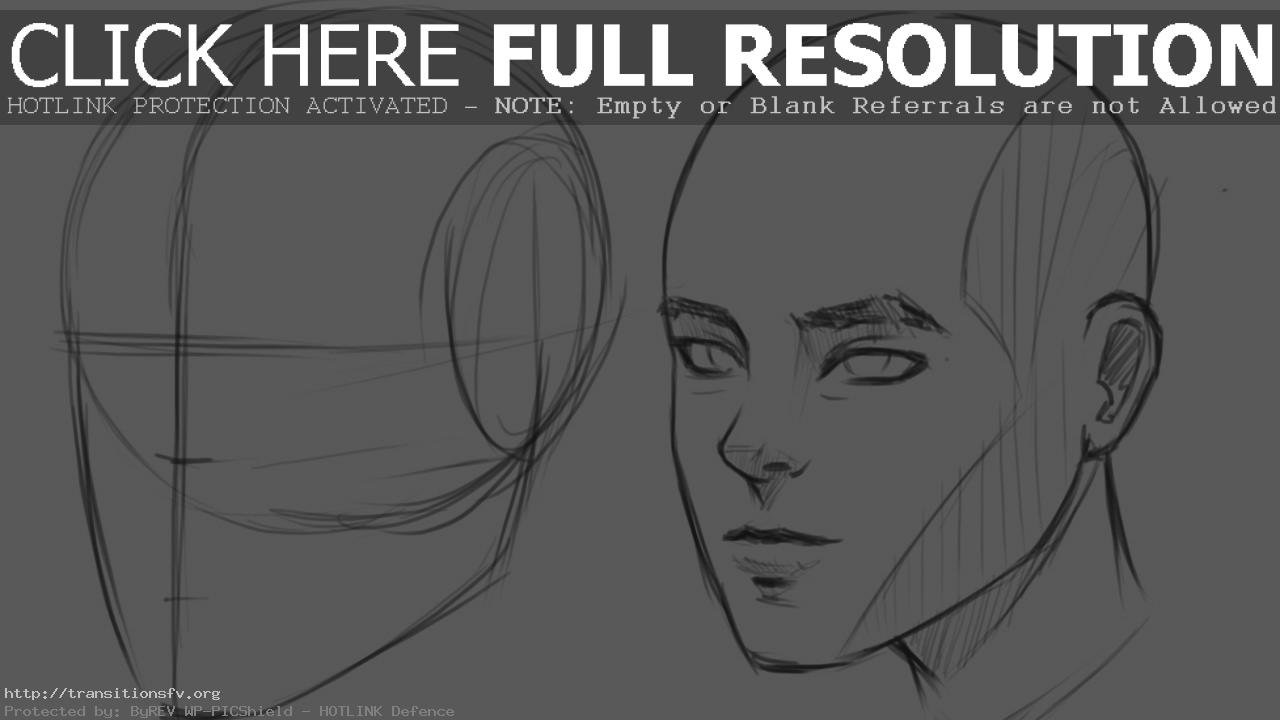 CLICK HERE FULL RESOLUTION
HOTLINK PROTECTION ACTIVATED – NOTE: Empty or Blank Referrals are not Allowed
http://transitionsfv.org
Protected by: ByREV WP-PICShield – HOTLINK Defence